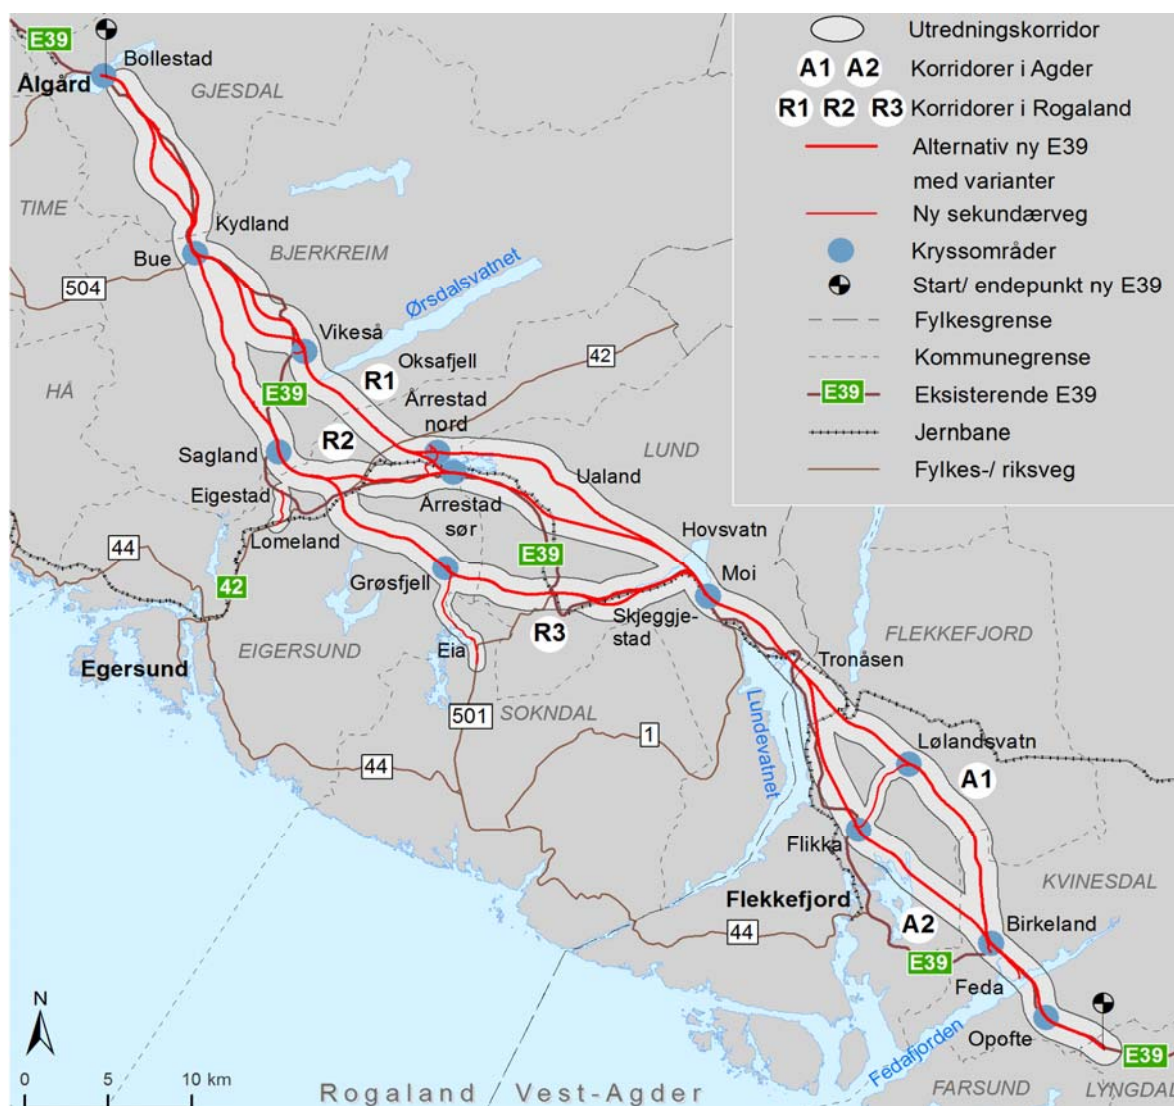 E39
Bollestad
Ålgård
GJESDAL
TIME
Kydland
Bue
BJERKREIM
504
Ørsdalsvatnet
Vikeså
Oksafjell
42
HÅ
R1
E39
Årrestad
nord
R2
LUND
Sagland
Ualand
Eigestad
Årrestad
sør
Hovsvatn
Lomeland
44
E39
Moi
42
Grøsfjell
Skjeggje-
stad
R3
FLEKKEFJORD
EIGERSUND
Eia
Tronåsen
Egersund
501
SOKNDAL
Lundevatnet
1
Lølandsvatn
44
A1
Flikka
KVINESDAL
Flekkefjord
A2
Birkeland
44
E39
Feda
Opofte
Fedafjorden
E39
FARSUND
LYNGDAL
N
0 5 10 km
Rogaland Vest-Agder
Utredningskorridor
A1 A2 Korridorer i Agder
R1 R2 R3 Korridorer i Rogaland
Alternativ ny E39
med varianter
Ny sekundærveg
Kryssområder
Start/ endepunkt ny E39
Fylkesgrense
Kommunegrense
E39 Eksisterende E39
Jernbane
Fylkes-/ riksveg